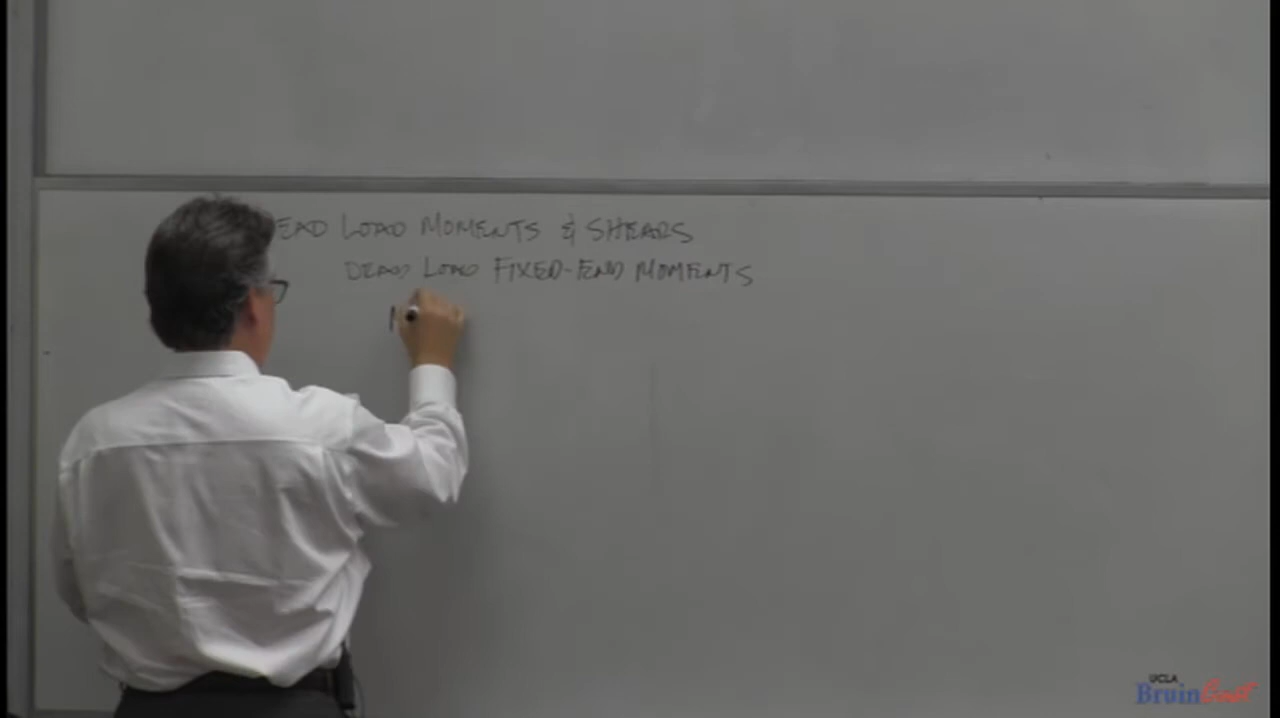 EAD LOAD MOMENTS & SHEARS
DEAD LOAD FIXED-END MOMENTS
UCLA
BruinCast